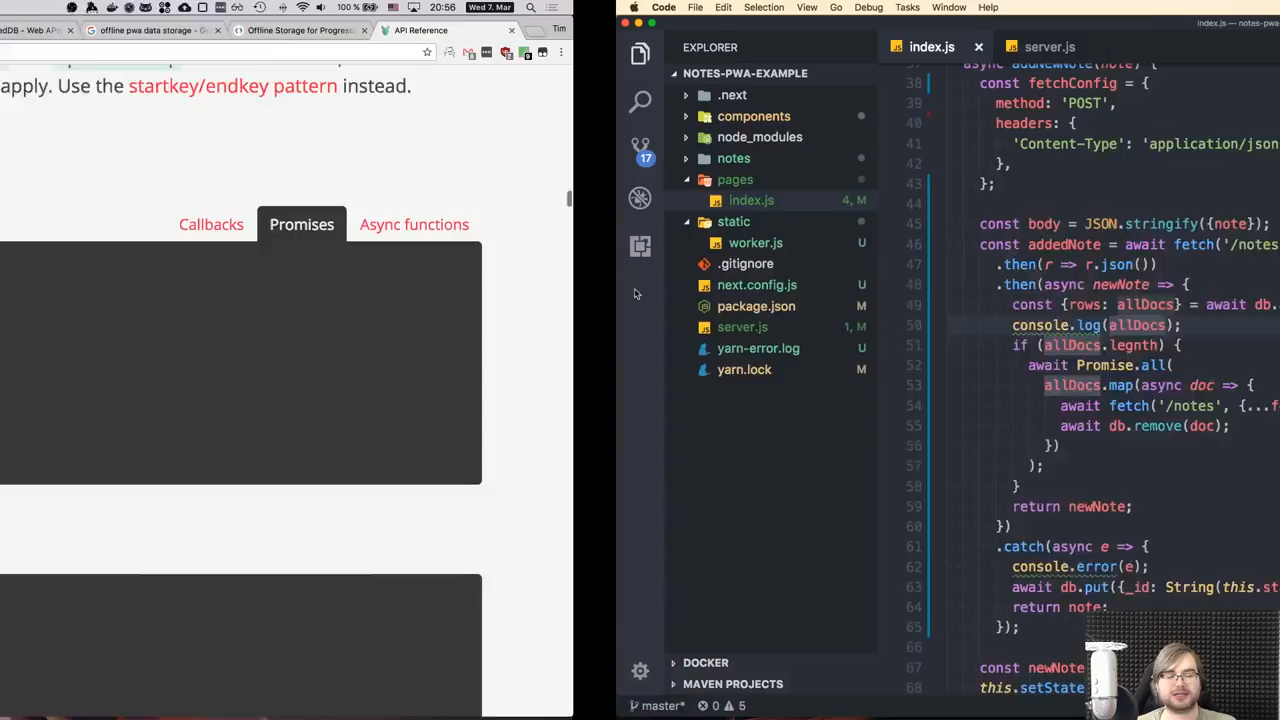 100 % 20:56 Wed 7. Mar
edDB - Web AP
offline pwa data storage - Go
Offline Storage for Progress
API Reference
Tim
apply. Use the startkey/endkey pattern instead.
Callbacks
Promises
Async functions
Code File Edit Selection View Go Debug Tasks Window Help
index.js — notes-pwa-
EXPLORER
NOTES-PWA-EXAMPLE
.next
components
node_modules
notes
pages
index.js 4, M
static
worker.js U
.gitignore
next.config.js U
package.json M
server.js 1, M
yarn-error.log U
yarn.lock M
DOCKER
MAVEN PROJECTS
17
master* 0 5
index.js
server.js
37 async addNewNote(note) {
38 const fetchConfig = {
39 method: 'POST',
40 headers: {
41 'Content-Type': 'application/json
42 },
43 };
44
45 const body = JSON.stringify({note});
46 const addedNote = await fetch('/notes
47 .then(r => r.json())
48 .then(async newNote => {
49 const {rows: allDocs} = await db.
50 console.log(allDocs);
51 if (allDocs.legnth) {
52 await Promise.all(
53 allDocs.map(async doc => {
54 await fetch('/notes', {...f
55 await db.remove(doc);
56 })
57 );
58 }
59 return newNote;
60 })
61 .catch(async e => {
62 console.error(e);
63 await db.put({_id: String(this.st
64 return note;
65 });
66
67 const newNote
68 this.setState